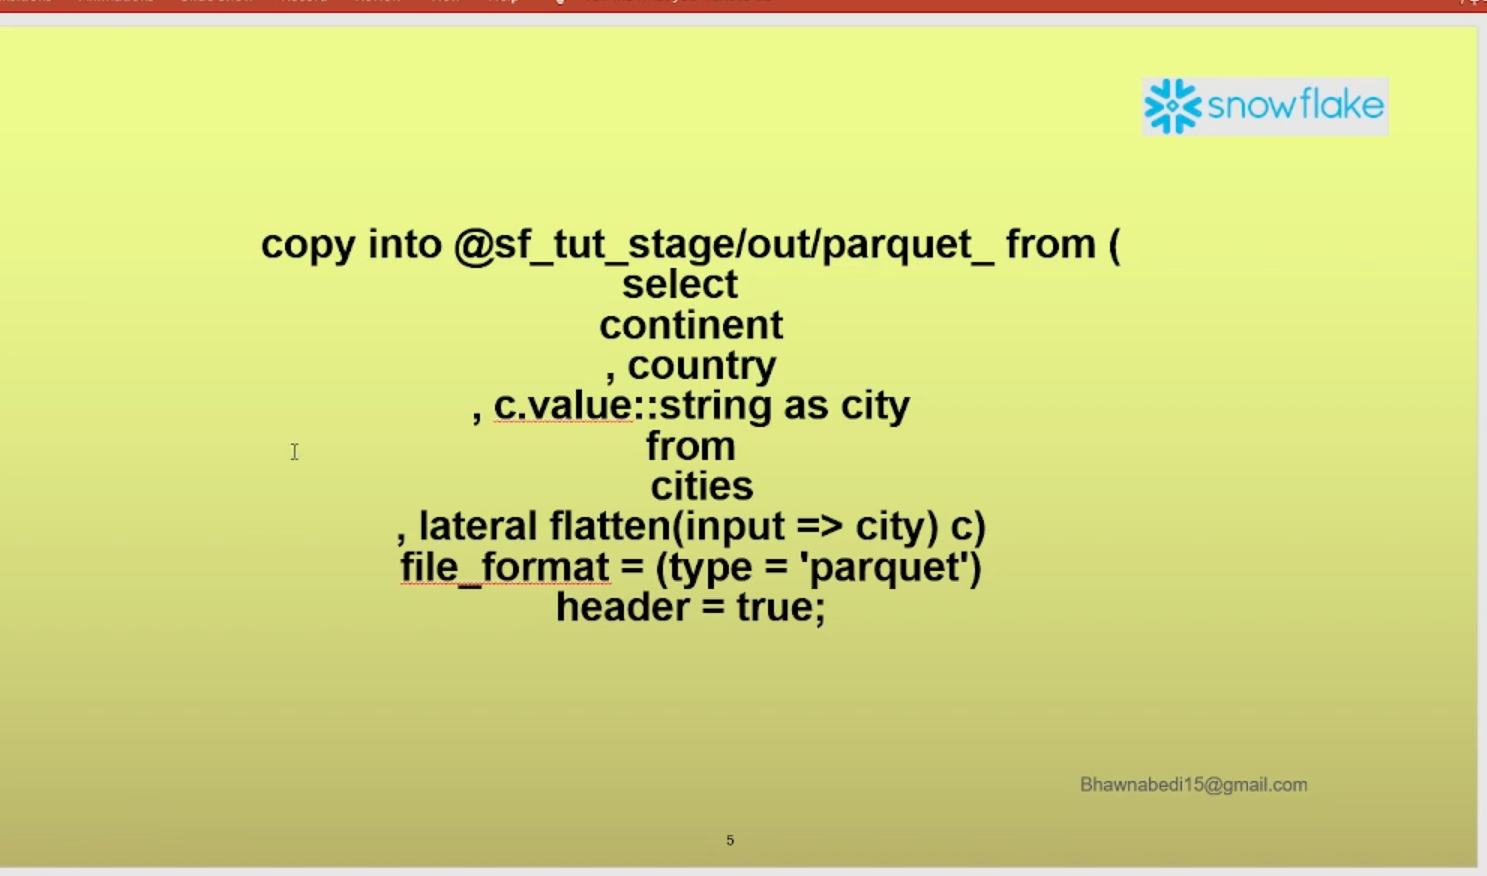 snowflake
copy into @sf_tut_stage/out/parquet_ from (
select
continent
, country
, c.value::string as city
from
cities
, lateral flatten(input => city) c)
file_format = (type = 'parquet')
header = true;
Bhawnabedi15@gmail.com
5